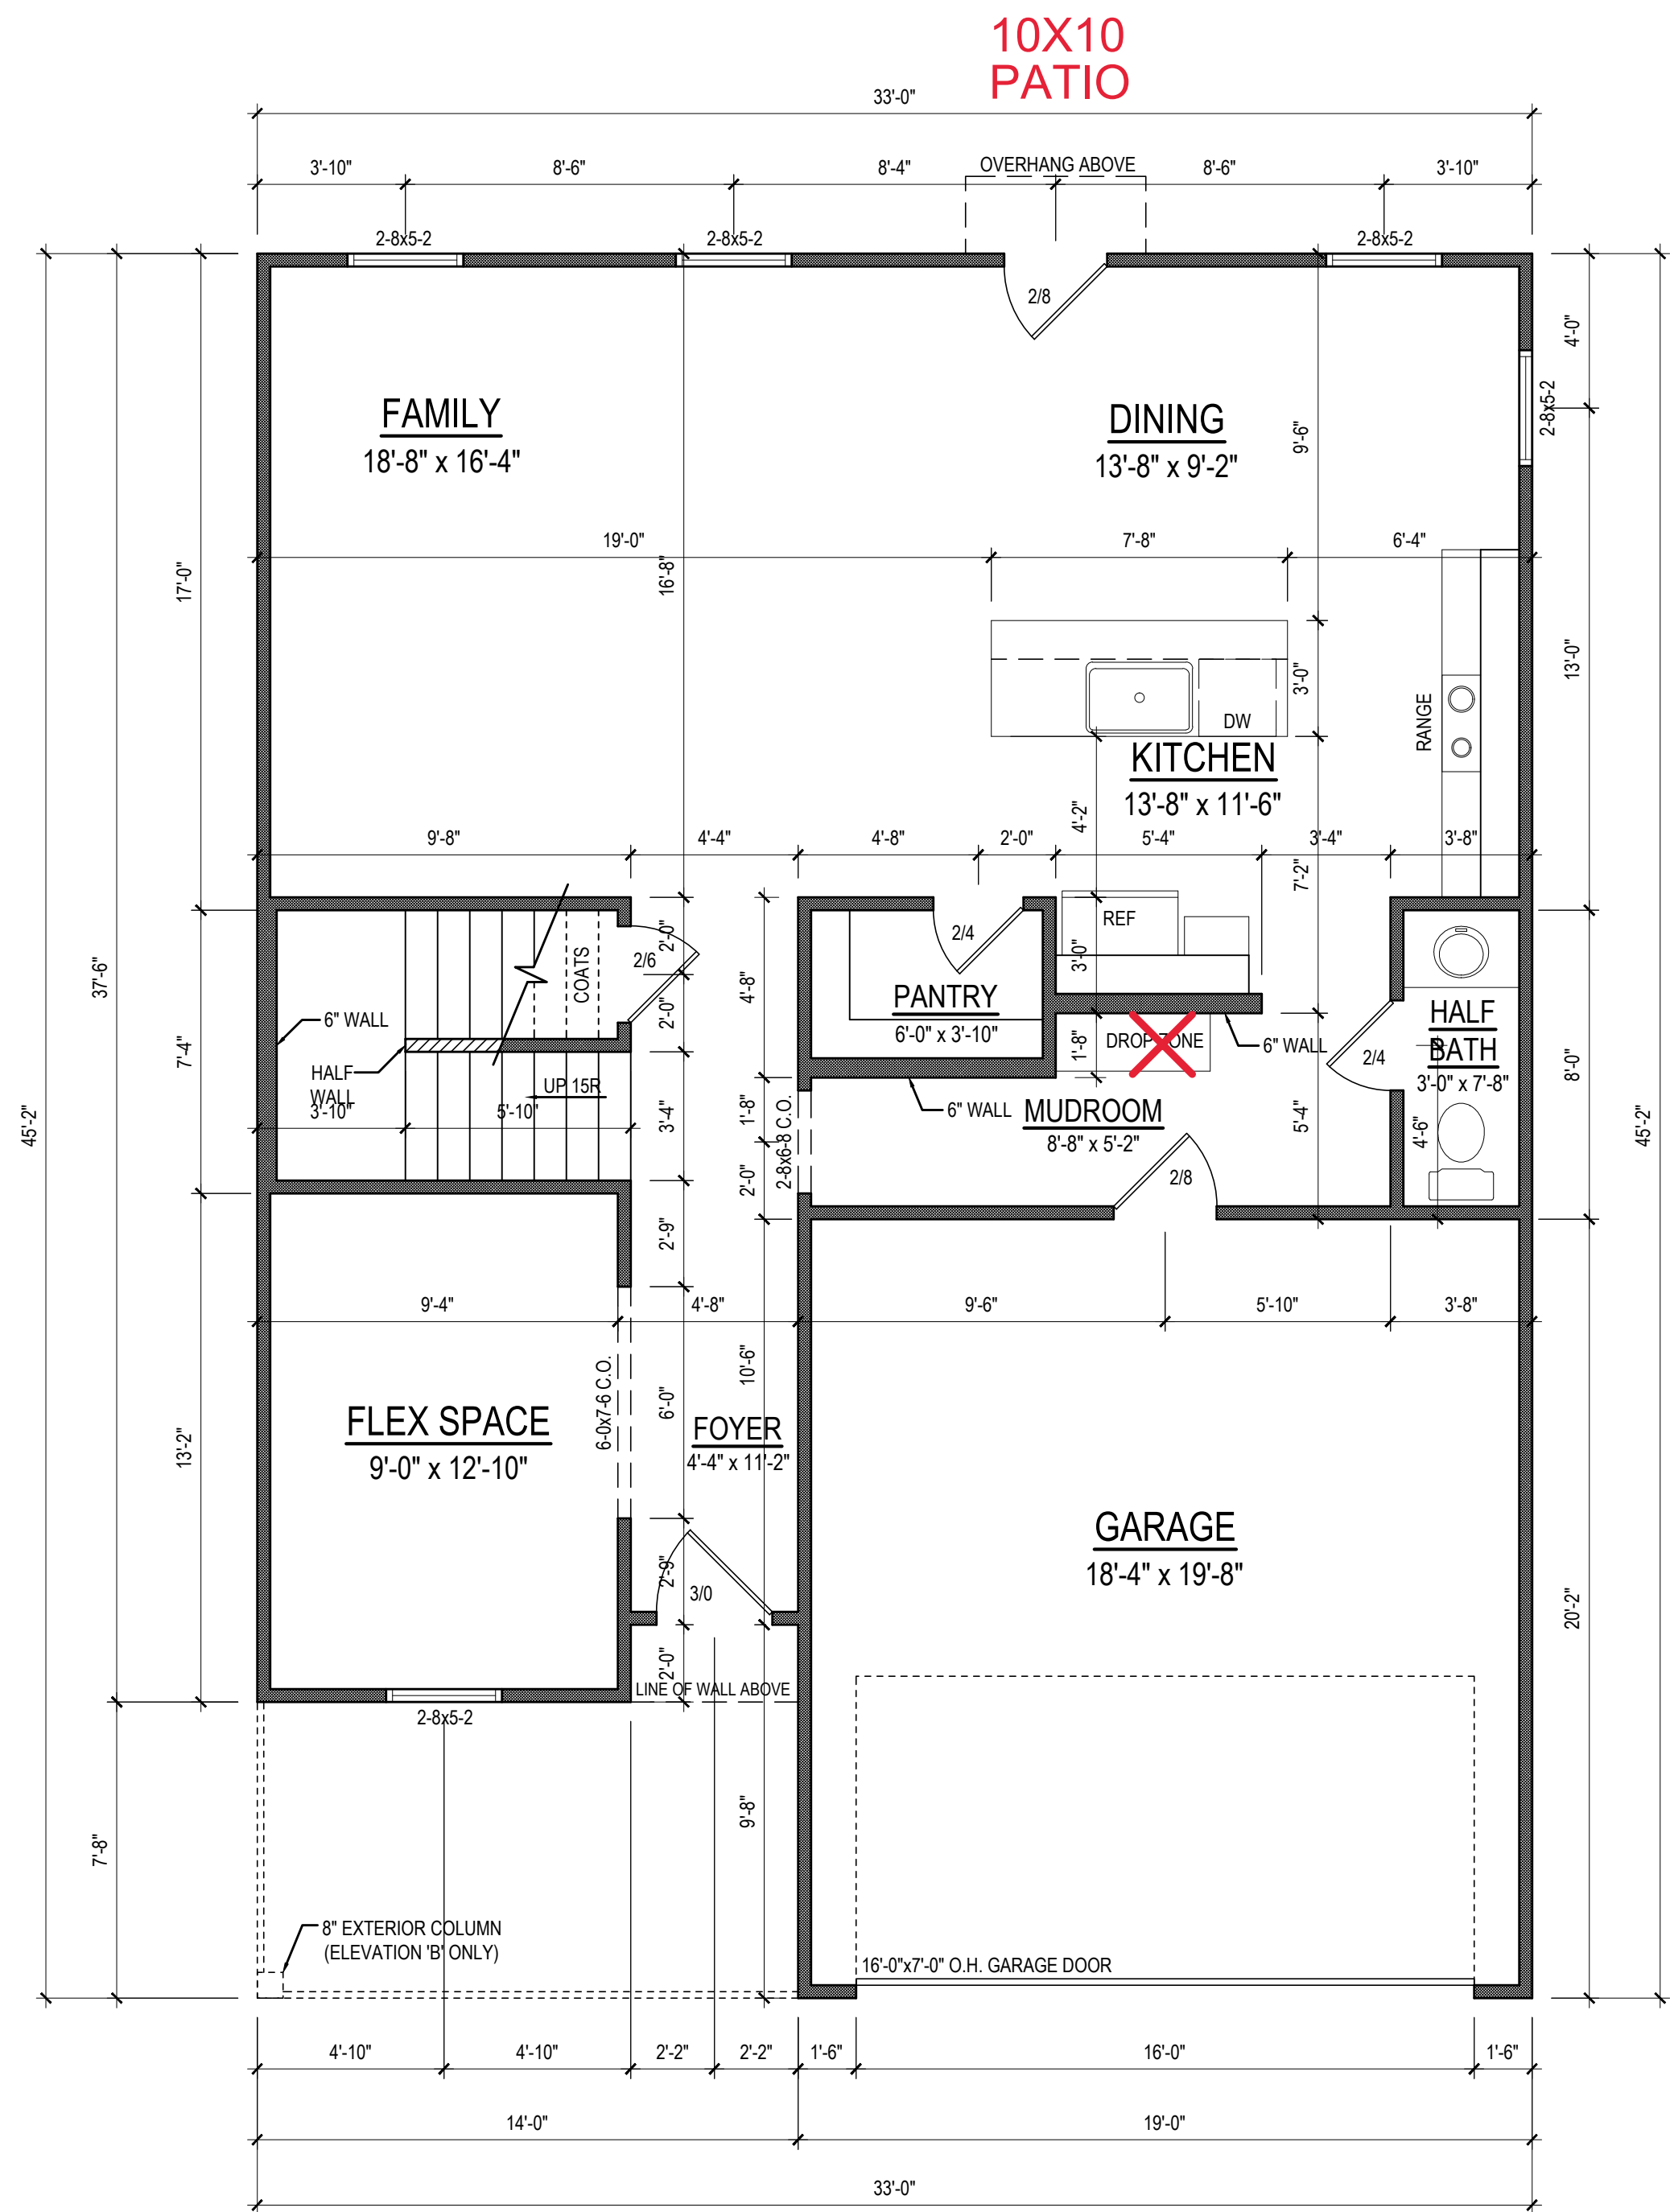 10X10
PATIO
33'-0"
3'-10"
8'-6"
8'-4"
OVERHANG ABOVE
8'-6"
3'-10"
2-8x5-2
2-8x5-2
2-8x5-2
2/8
4'-0"
2-8x5-2
FAMILY
18'-8" x 16'-4"
DINING
13'-8" x 9'-2"
9'-6"
19'-0"
7'-8"
6'-4"
17'-0"
16'-8"
13'-0"
3'-0"
DW
RANGE
KITCHEN
13'-8" x 11'-6"
4'-2"
9'-8"
4'-4"
4'-8"
2'-0"
5'-4"
3'-4"
3'-8"
7'-2"
REF
2/4
2'-0"
2/6
COATS
3'-0"
37'-6"
4'-8"
PANTRY
6'-0" x 3'-10"
2'-0"
6" WALL
HALF
BATH
3'-0" x 7'-8"
DROP ZONE
6" WALL
2/4
1'-8"
7'-4"
8'-0"
HALF
WALL
UP 15R
3'-10"
5'-10"
3'-4"
1'-8"
2-8x6-8 C.O.
6" WALL
MUDROOM
8'-8" x 5'-2"
5'-4"
4'-6"
45'-2"
45'-2"
2'-0"
2/8
2'-9"
9'-4"
4'-8"
9'-6"
5'-10"
3'-8"
10'-6"
6-0x7-6 C.O.
6'-0"
FLEX SPACE
9'-0" x 12'-10"
FOYER
4'-4" x 11'-2"
13'-2"
GARAGE
18'-4" x 19'-8"
2'-9"
3/0
20'-2"
2'-0"
LINE OF WALL ABOVE
2-8x5-2
9'-8"
7'-8"
8" EXTERIOR COLUMN
(ELEVATION 'B' ONLY)
16'-0"x7'-0" O.H. GARAGE DOOR
4'-10"
4'-10"
2'-2"
2'-2"
1'-6"
16'-0"
1'-6"
14'-0"
19'-0"
33'-0"